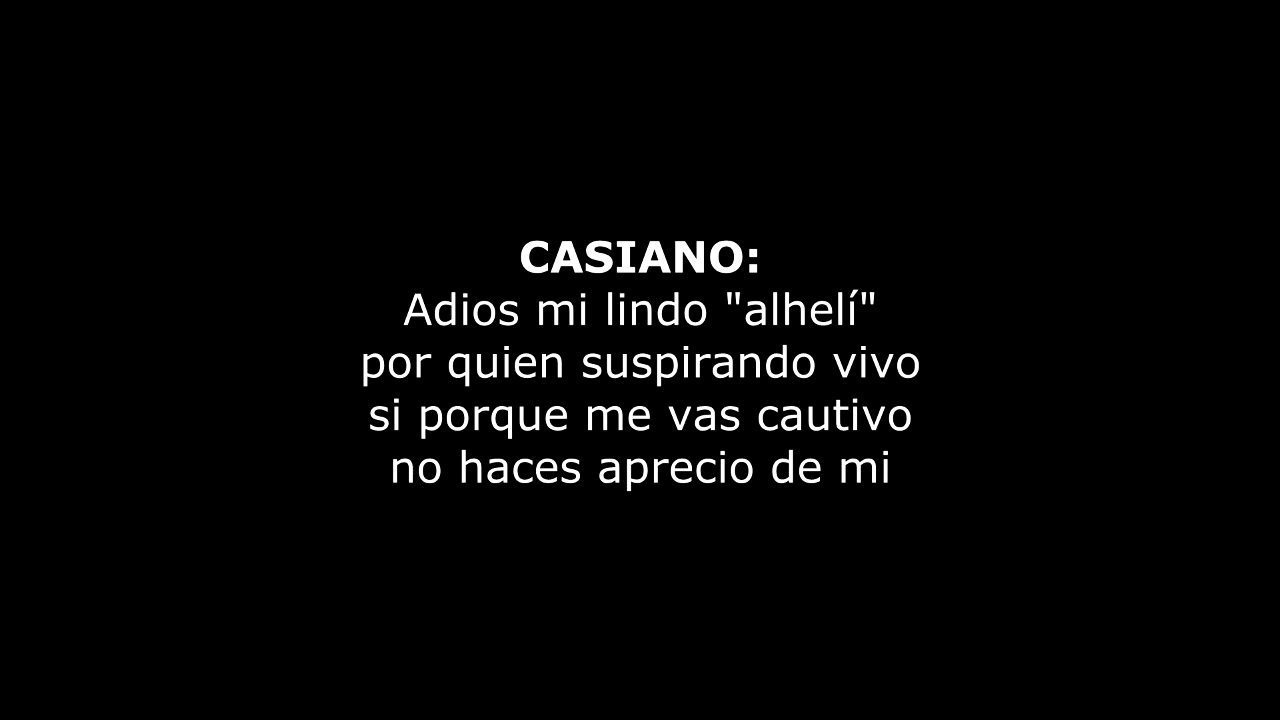 CASIANO:
Adios mi lindo "alhelí"
por quien suspirando vivo
si porque me vas cautivo
no haces aprecio de mi